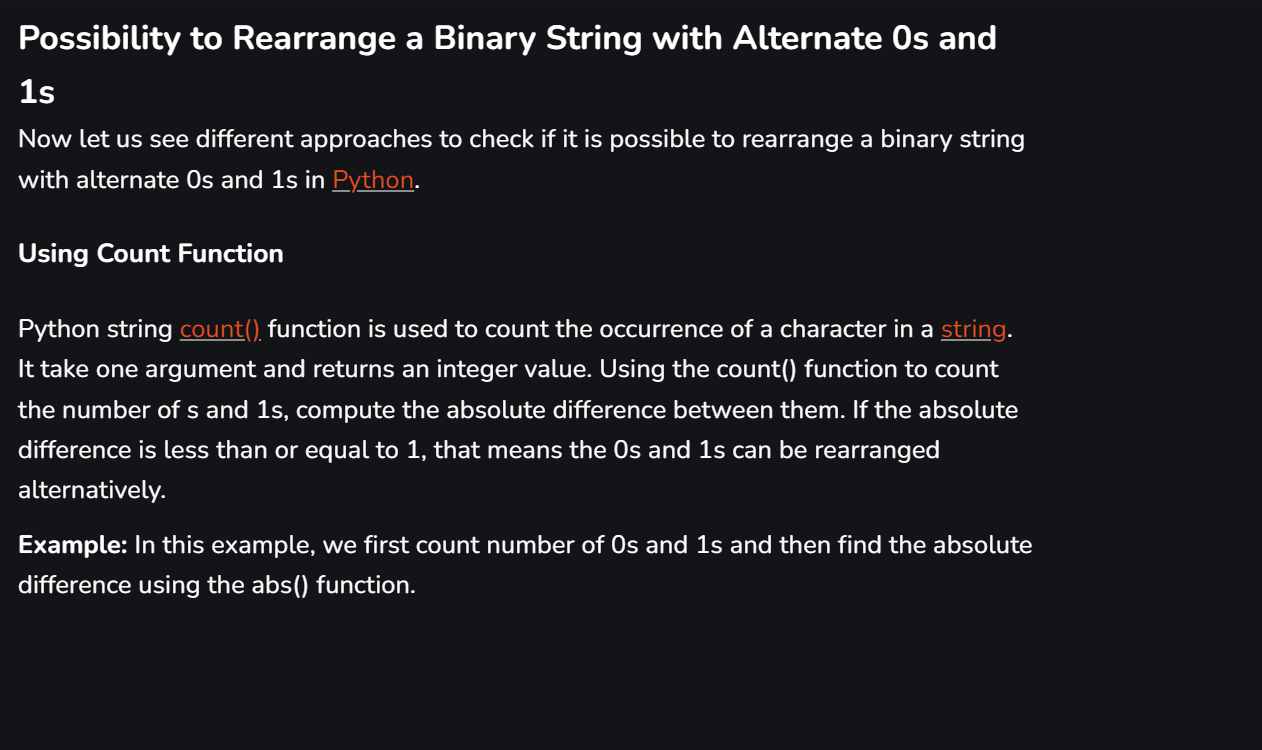 Possibility to Rearrange a Binary String with Alternate 0s and
1s
Now let us see different approaches to check if it is possible to rearrange a binary string
with alternate 0s and 1s in Python.
Using Count Function
Python string count() function is used to count the occurrence of a character in a string.
It take one argument and returns an integer value. Using the count() function to count
the number of s and 1s, compute the absolute difference between them. If the absolute
difference is less than or equal to 1, that means the 0s and 1s can be rearranged
alternatively.
Example: In this example, we first count number of 0s and 1s and then find the absolute
difference using the abs() function.